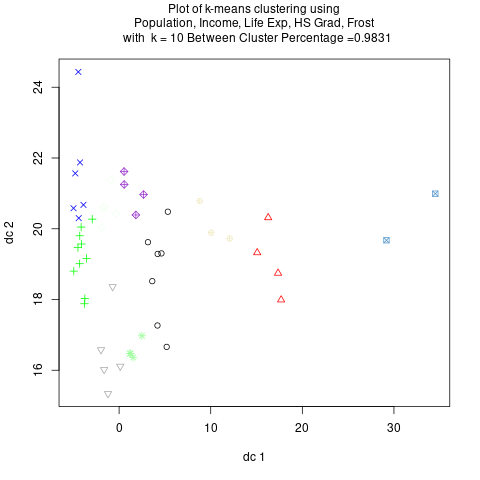 Plot of k-means clustering using
Population, Income, Life Exp, HS Grad, Frost
with k = 10 Between Cluster Percentage =0.9831
24
22
20
18
16
dc 2
0
10
20
30
dc 1